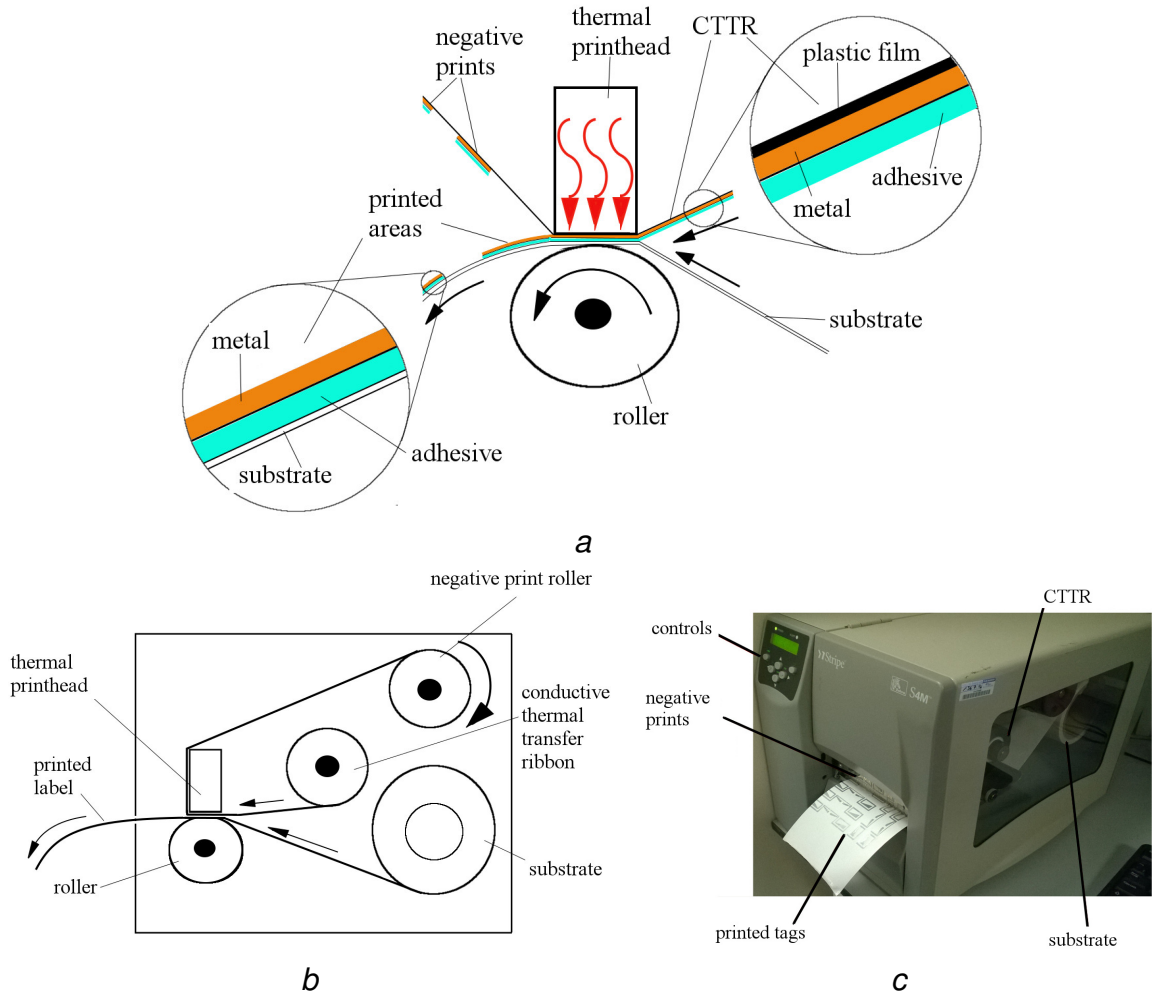 negative
prints
thermal
printhead
CTTR
plastic film
adhesive
metal
printed
areas
metal
adhesive
substrate
substrate
roller
a
negative print roller
thermal
printhead
conductive
thermal
transfer
ribbon
printed
label
roller
substrate
b
CTTR
controls
Stripe
S4M
negative
prints
printed tags
substrate
c